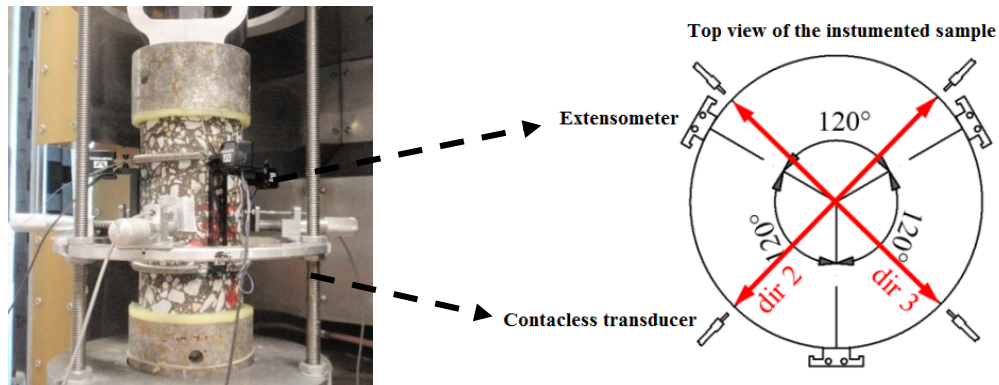 Top view of the instumented sample
Extensometer
120°
120°
120°
dir 2
dir 3
Contacless transducer